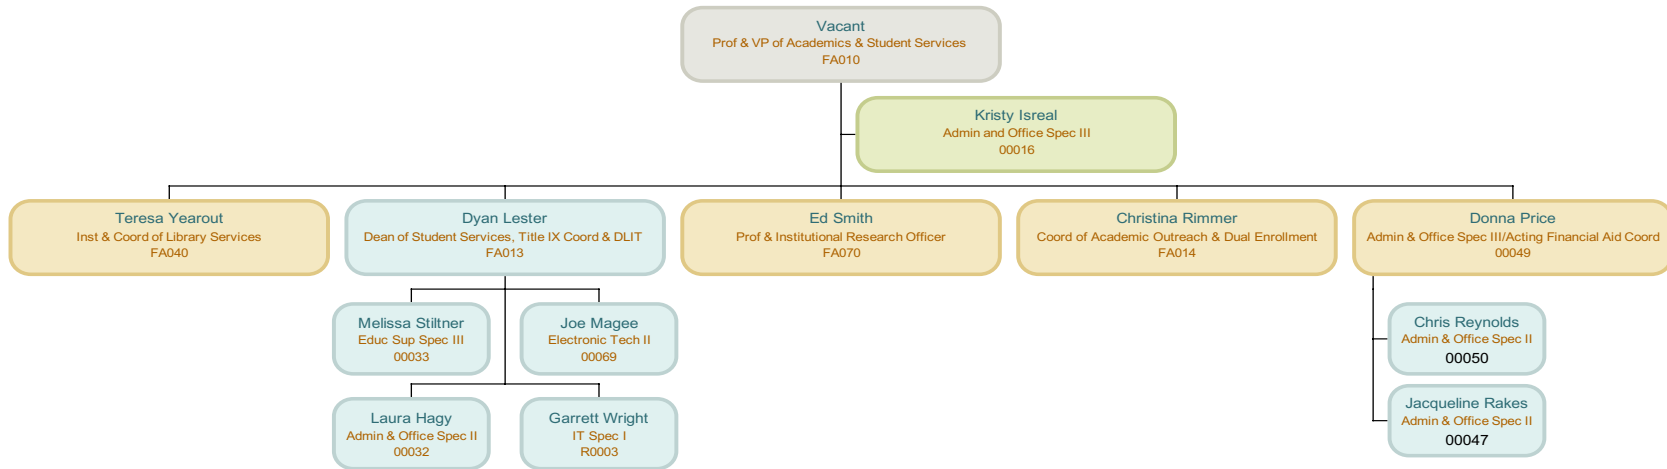 Vacant
Prof & VP of Academics & Student Services
FA010
Kristy Isreal
Admin and Office Spec III
00016
Teresa Yearout
Inst & Coord of Library Services
FA040
Dyan Lester
Dean of Student Services, Title IX Coord & DLIT
FA013
Ed Smith
Prof & Institutional Research Officer
FA070
Christina Rimmer
Coord of Academic Outreach & Dual Enrollment
FA014
Donna Price
Admin & Office Spec III/Acting Financial Aid Coord
00049
Melissa Stiltner
Educ Sup Spec III
00033
Joe Magee
Electronic Tech II
00069
Laura Hagy
Admin & Office Spec II
00032
Garrett Wright
IT Spec I
R0003
Chris Reynolds
Admin & Office Spec II
00050
Jacqueline Rakes
Admin & Office Spec II
00047